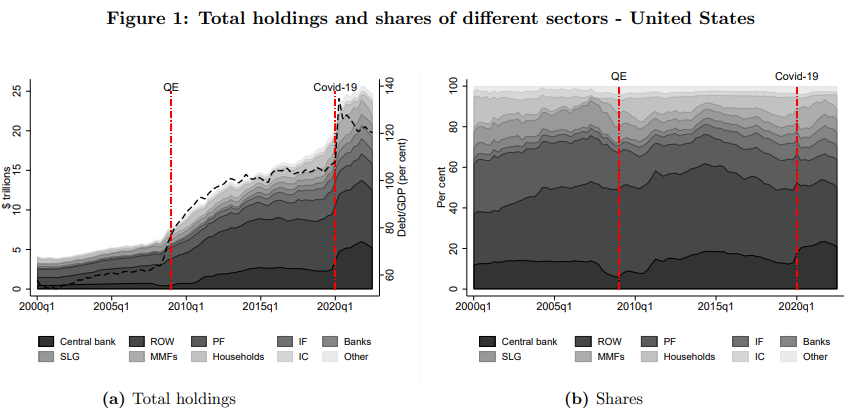 Figure 1: Total holdings and shares of different sectors - United States
QE
Covid-19
25
20
15
10
5
0
$ trillions
140
120
100
80
60
Debt/GDP (per cent)
2000q1 2005q1 2010q1 2015q1 2020q1
Central bank ROW PF IF Banks
SLG MMFs Households IC Other
(a) Total holdings
QE
Covid-19
100
80
60
40
20
0
Per cent
2000q1 2005q1 2010q1 2015q1 2020q1
Central bank ROW PF IF Banks
SLG MMFs Households IC Other
(b) Shares